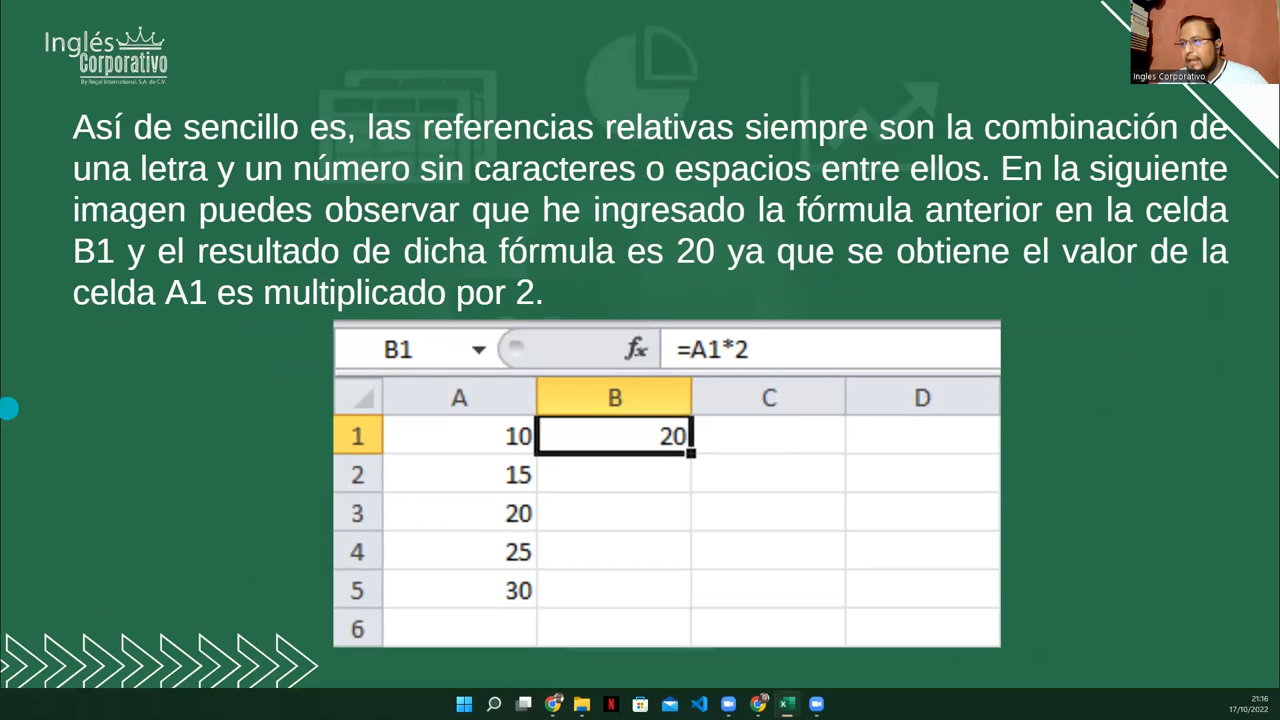 Inglés
Corporativo
By Regal International, S.A. de C.V.
Ingles Corporativo
Así de sencillo es, las referencias relativas siempre son la combinación de
una letra y un número sin caracteres o espacios entre ellos. En la siguiente
imagen puedes observar que he ingresado la fórmula anterior en la celda
B1 y el resultado de dicha fórmula es 20 ya que se obtiene el valor de la
celda A1 es multiplicado por 2.
B1 fx =A1*2
A B C D
1 10 20
2 15
3 20
4 25
5 30
6
21:16
17/10/2022